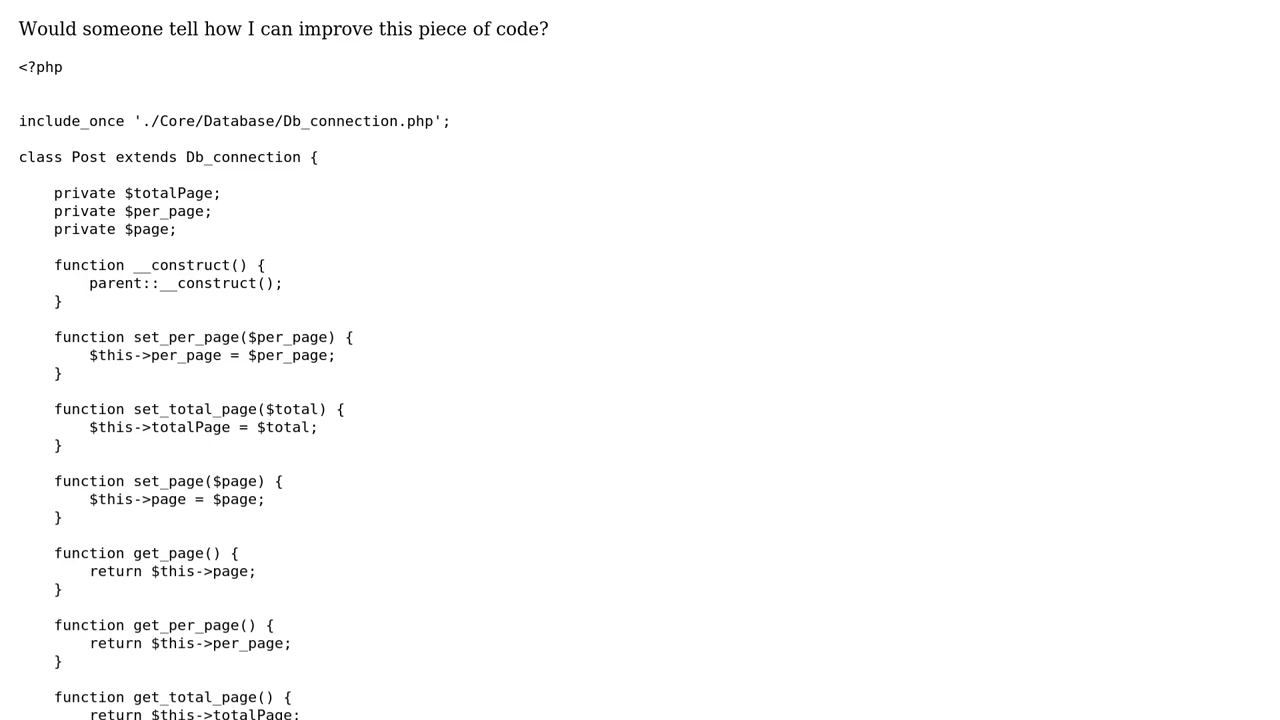 Would someone tell how I can improve this piece of code?
<?php
include_once './Core/Database/Db_connection.php';
class Post extends Db_connection {
    private $totalPage;
    private $per_page;
    private $page;
    function __construct() {
        parent::__construct();
    }
    function set_per_page($per_page) {
        $this->per_page = $per_page;
    }
    function set_total_page($total) {
        $this->totalPage = $total;
    }
    function set_page($page) {
        $this->page = $page;
    }
    function get_page() {
        return $this->page;
    }
    function get_per_page() {
        return $this->per_page;
    }
    function get_total_page() {
        return $this->totalPage;